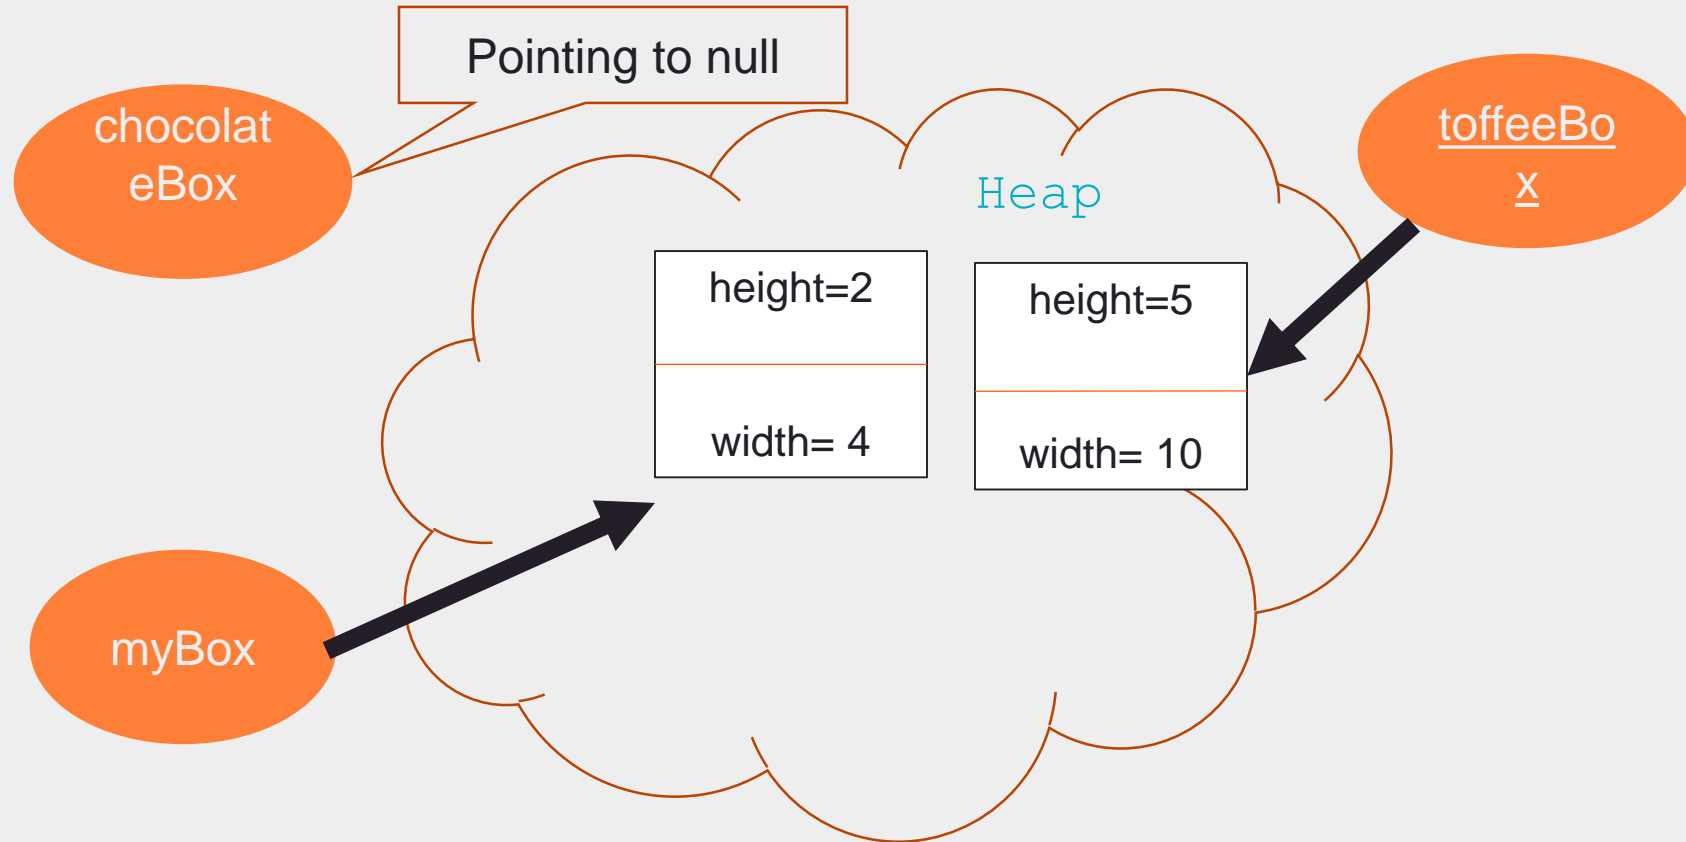 Pointing to null
chocolat
eBox
toffeeBo
x
Heap
height=2
width= 4
height=5
width= 10
myBox